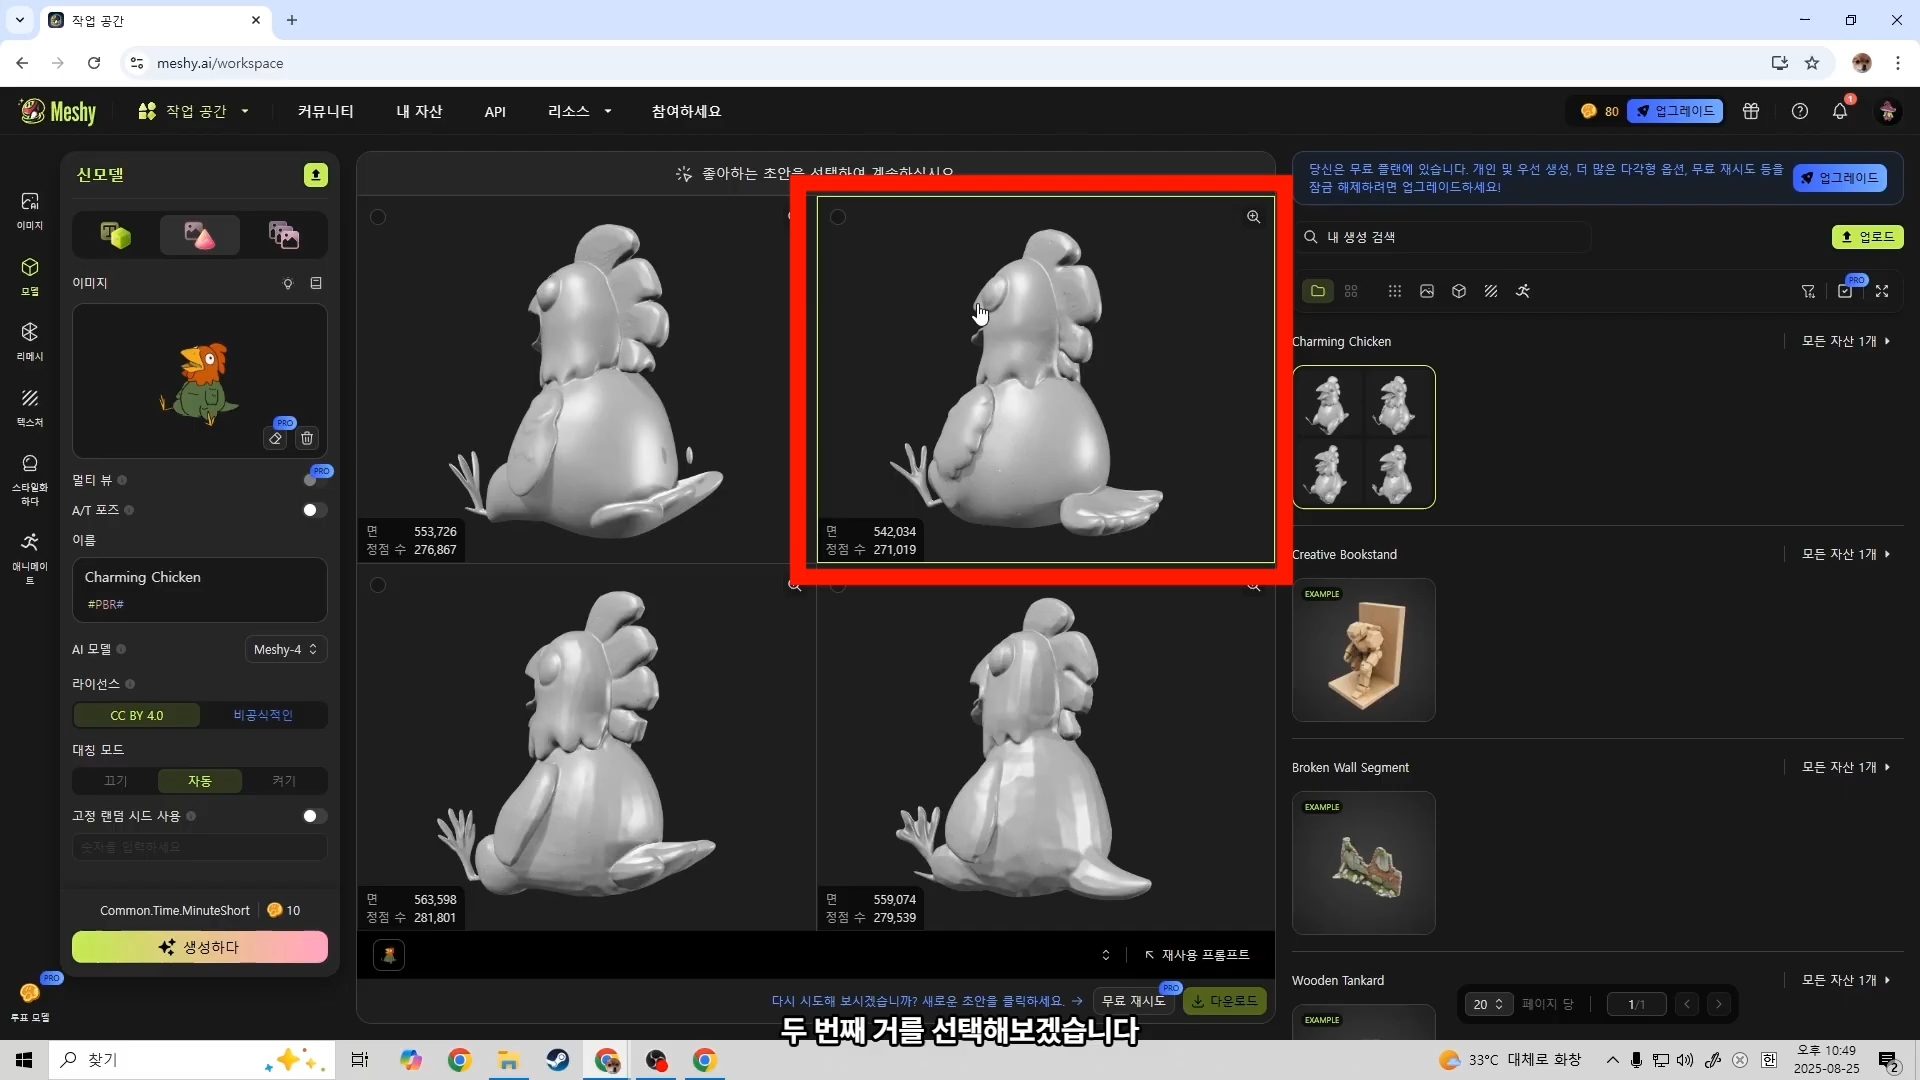 작업 공간
meshy.ai/workspace
Meshy
작업 공간
커뮤니티
내 자산
API
리소스
참여하세요
80
업그레이드
1
이미지
모델
리메시
텍스처
스타일화
하다
애니메이
트
PRO
투표 모델
신모델
이미지
PRO
멀티 뷰
PRO
A/T 포즈
이름
Charming Chicken
#PBR#
AI 모델
Meshy-4
라이선스
CC BY 4.0
비공식적인
대칭 모드
끄기
자동
켜기
고정 랜덤 시드 사용
숫자를 입력하세요
Common.Time.MinuteShort
10
생성하다
좋아하는 초안을 선택하여 계속하십시오
면 553,726
정점 수 276,867
면 542,034
정점 수 271,019
면 563,598
정점 수 281,801
면 559,074
정점 수 279,539
재사용 프롬프트
다시 시도해 보시겠습니까? 새로운 초안을 클릭하세요. →
무료 재시도
PRO
다운로드
두 번째 거를 선택해보겠습니다
당신은 무료 플랜에 있습니다. 개인 및 우선 생성, 더 많은 다각형 옵션, 무료 재시도 등을
잠금 해제하려면 업그레이드하세요!
업그레이드
내 생성 검색
업로드
PRO
Charming Chicken
모든 자산 1개
Creative Bookstand
모든 자산 1개
EXAMPLE
Broken Wall Segment
모든 자산 1개
EXAMPLE
Wooden Tankard
모든 자산 1개
EXAMPLE
20
페이지 당
1/1
찾기
33°C 대체로 화창
한
오후 10:49
2025-08-25
2